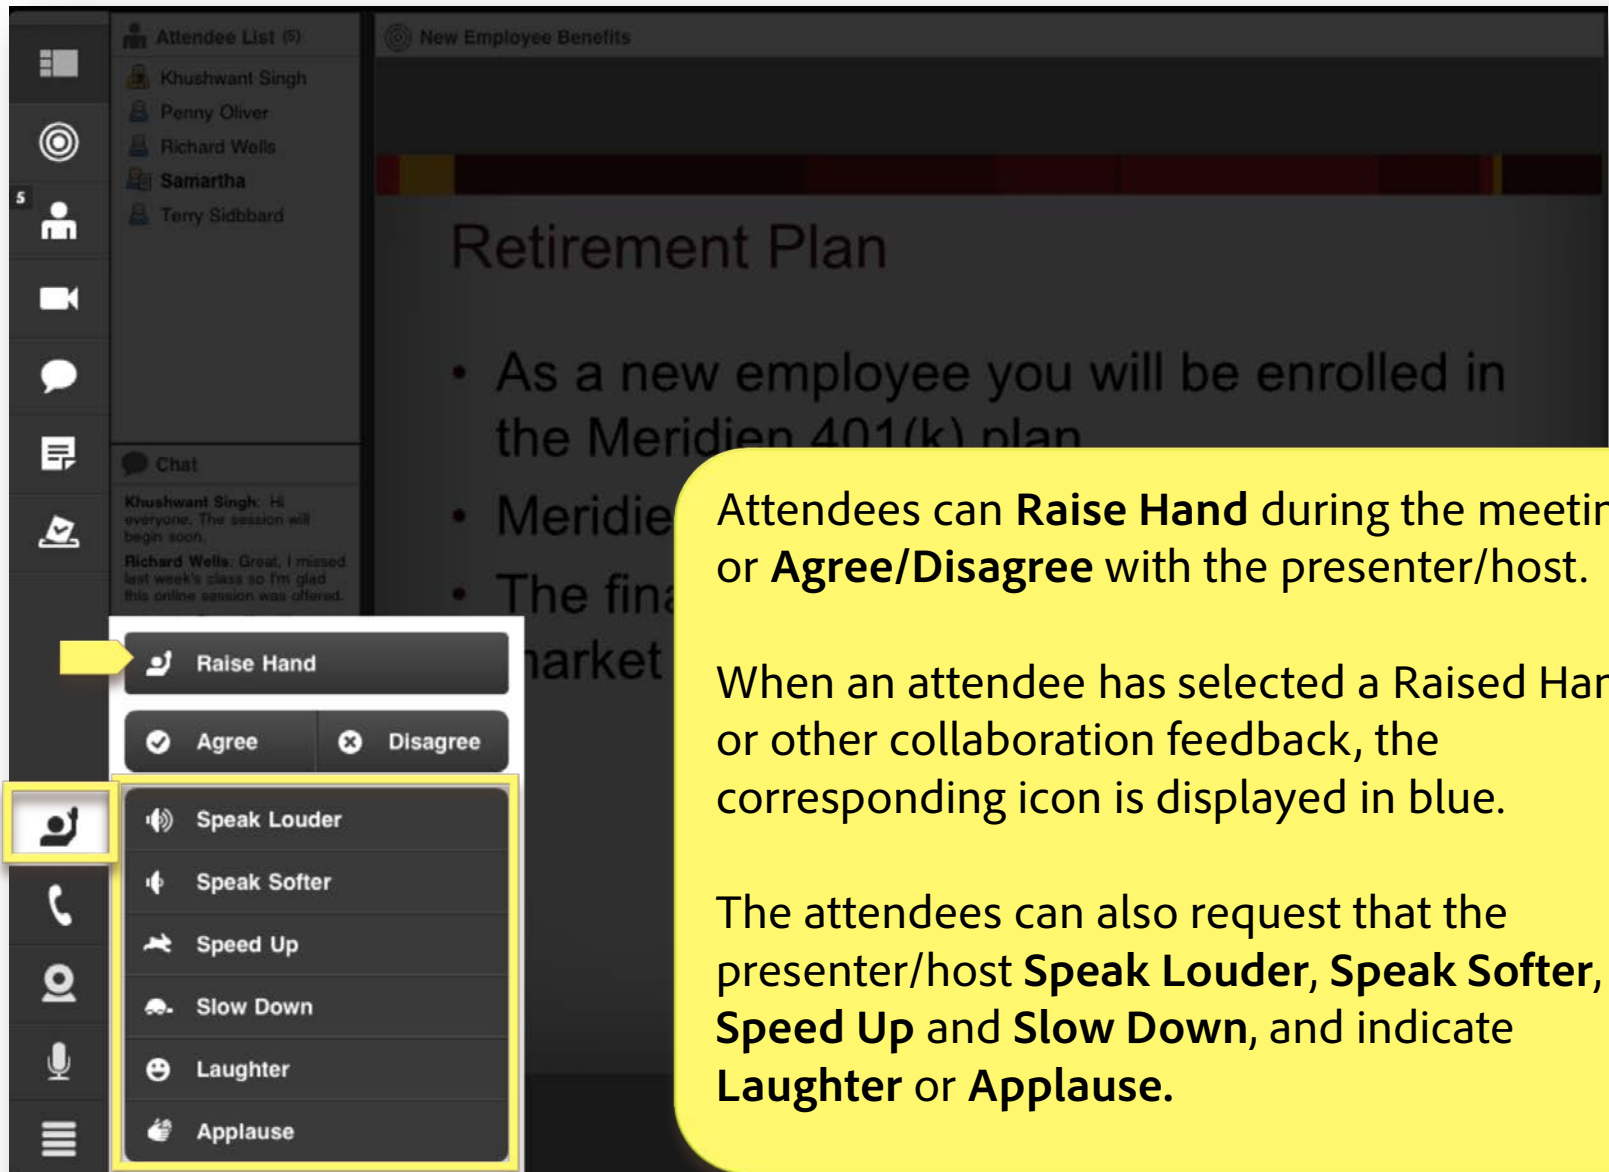 Attendee List (5)
Khushwant Singh
Penny Oliver
Richard Wells
Samartha
Terry Sidbbard
5
Chat
Khushwant Singh: Hi
everyone. The session will
begin soon.
Richard Wells: Great, I missed
last week's class so I'm glad
this online session was offered.
New Employee Benefits
Retirement Plan
• As a new employee you will be enrolled in
the Meridien 401(k) plan
• Meridie
• The fina
market
Raise Hand
Agree
Disagree
Speak Louder
Speak Softer
Speed Up
Slow Down
Laughter
Applause
Attendees can Raise Hand during the meetin
or Agree/Disagree with the presenter/host.
When an attendee has selected a Raised Han
or other collaboration feedback, the
corresponding icon is displayed in blue.
The attendees can also request that the
presenter/host Speak Louder, Speak Softer,
Speed Up and Slow Down, and indicate
Laughter or Applause.